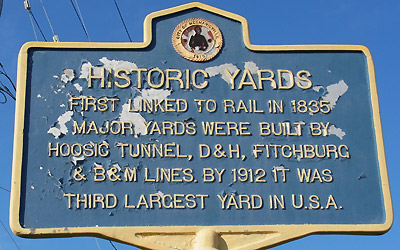 HISTORIC YARDS
FIRST LINKED TO RAIL IN 1835
MAJOR YARDS WERE BUILT BY
HOOSIC TUNNEL, D&H, FITCHBURG
& B&M LINES. BY 1912 IT WAS
THIRD LARGEST YARD IN U.S.A.